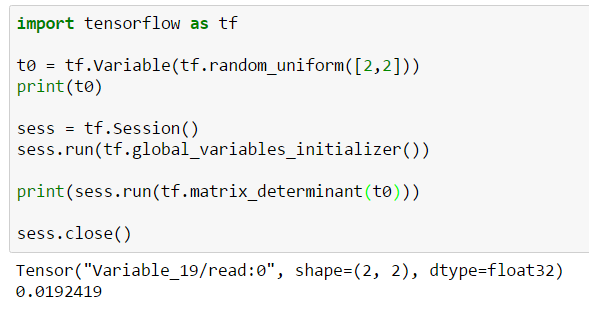 import tensorflow as tf
t0 = tf.Variable(tf.random_uniform([2,2]))
print(t0)
sess = tf.Session()
sess.run(tf.global_variables_initializer())
print(sess.run(tf.matrix_determinant(t0)))
sess.close()
Tensor("Variable_19/read:0", shape=(2, 2), dtype=float32)
0.0192419